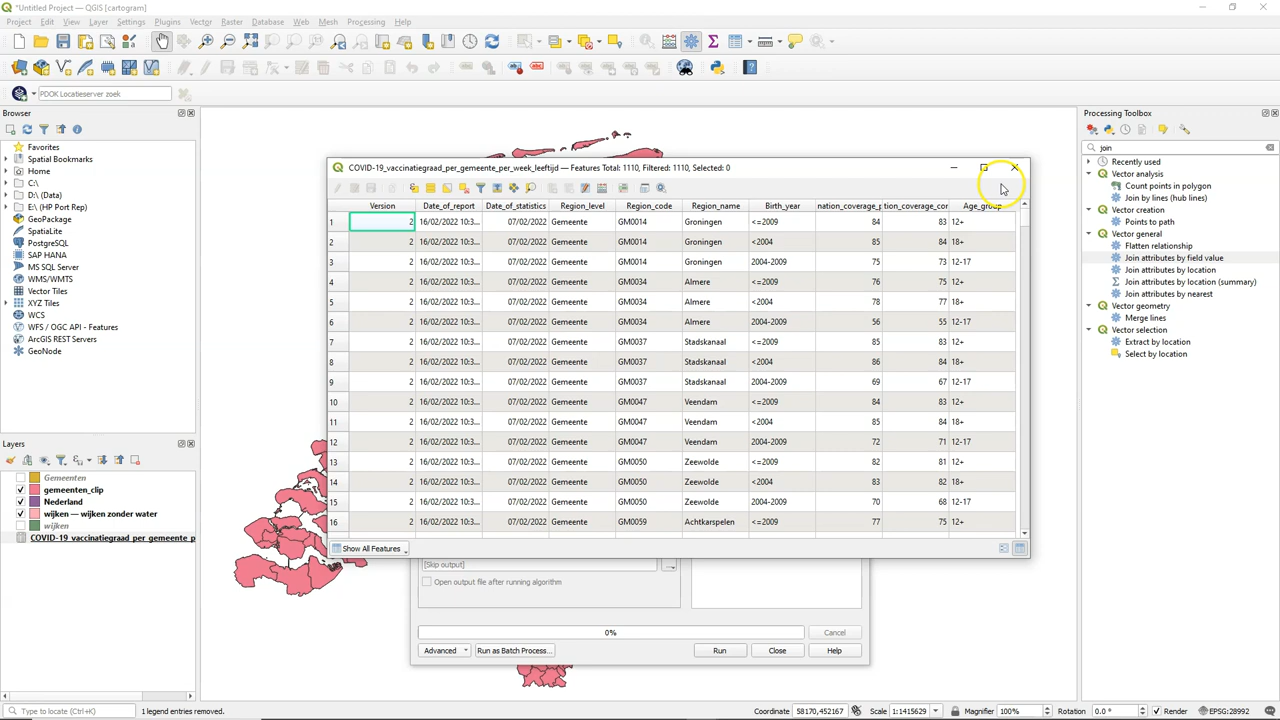 *Untitled Project — QGIS [cartogram]
Project Edit View Layer Settings Plugins Vector Raster Database Web Mesh Processing Help
PDOK Locatieserver zoek
Browser
Favorites
Spatial Bookmarks
Home
C:\
D:\ (Data)
E:\ (HP Port Rep)
GeoPackage
SpatiaLite
PostgreSQL
SAP HANA
MS SQL Server
WMS/WMTS
Vector Tiles
XYZ Tiles
WCS
WFS / OGC API - Features
ArcGIS REST Servers
GeoNode
Layers
Gemeenten
gemeenten_clip
Nederland
wijken — wijken zonder water
wijken
COVID-19_vaccinatiegraad_per_gemeente_p
COVID-19_vaccinatiegraad_per_gemeente_per_week_leeftijd — Features Total: 1110, Filtered: 1110, Selected: 0
Version Date_of_report Date_of_statistics Region_level Region_code Region_name Birth_year nation_coverage_p tion_coverage_cor Age_group
1 2 16/02/2022 10:3... 07/02/2022 Gemeente GM0014 Groningen <=2009 84 83 12+
2 2 16/02/2022 10:3... 07/02/2022 Gemeente GM0014 Groningen <2004 85 84 18+
3 2 16/02/2022 10:3... 07/02/2022 Gemeente GM0014 Groningen 2004-2009 75 73 12-17
4 2 16/02/2022 10:3... 07/02/2022 Gemeente GM0034 Almere <=2009 76 75 12+
5 2 16/02/2022 10:3... 07/02/2022 Gemeente GM0034 Almere <2004 78 77 18+
6 2 16/02/2022 10:3... 07/02/2022 Gemeente GM0034 Almere 2004-2009 56 55 12-17
7 2 16/02/2022 10:3... 07/02/2022 Gemeente GM0037 Stadskanaal <=2009 85 83 12+
8 2 16/02/2022 10:3... 07/02/2022 Gemeente GM0037 Stadskanaal <2004 86 84 18+
9 2 16/02/2022 10:3... 07/02/2022 Gemeente GM0037 Stadskanaal 2004-2009 69 67 12-17
10 2 16/02/2022 10:3... 07/02/2022 Gemeente GM0047 Veendam <=2009 84 83 12+
11 2 16/02/2022 10:3... 07/02/2022 Gemeente GM0047 Veendam <2004 85 84 18+
12 2 16/02/2022 10:3... 07/02/2022 Gemeente GM0047 Veendam 2004-2009 72 71 12-17
13 2 16/02/2022 10:3... 07/02/2022 Gemeente GM0050 Zeewolde <=2009 82 81 12+
14 2 16/02/2022 10:3... 07/02/2022 Gemeente GM0050 Zeewolde <2004 83 82 18+
15 2 16/02/2022 10:3... 07/02/2022 Gemeente GM0050 Zeewolde 2004-2009 70 68 12-17
16 2 16/02/2022 10:3... 07/02/2022 Gemeente GM0059 Achtkarspelen <=2009 77 75 12+
Show All Features
[Skip output]
...
Open output file after running algorithm
0%
Cancel
Advanced Run as Batch Process... Run Close Help
Processing Toolbox
join
Recently used
Vector analysis
Count points in polygon
Join by lines (hub lines)
Vector creation
Points to path
Vector general
Flatten relationship
Join attributes by field value
Join attributes by location
Join attributes by location (summary)
Join attributes by nearest
Vector geometry
Merge lines
Vector selection
Extract by location
Select by location
Type to locate (Ctrl+K) 1 legend entries removed. Coordinate 58170,452167 Scale 1:1415629 Magnifier 100% Rotation 0.0 ° Render EPSG:28992